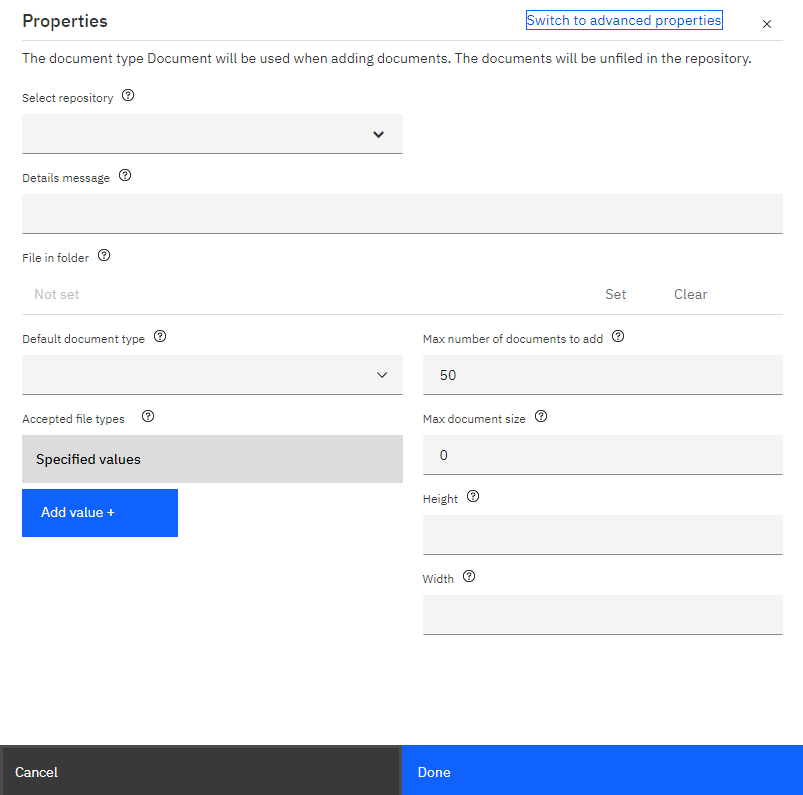 Properties
Switch to advanced properties
The document type Document will be used when adding documents. The documents will be unfiled in the repository.
Select repository
Details message
File in folder
Not set
Set
Clear
Default document type
Max number of documents to add
50
Accepted file types
Max document size
Specified values
0
Add value +
Height
Width
Cancel
Done